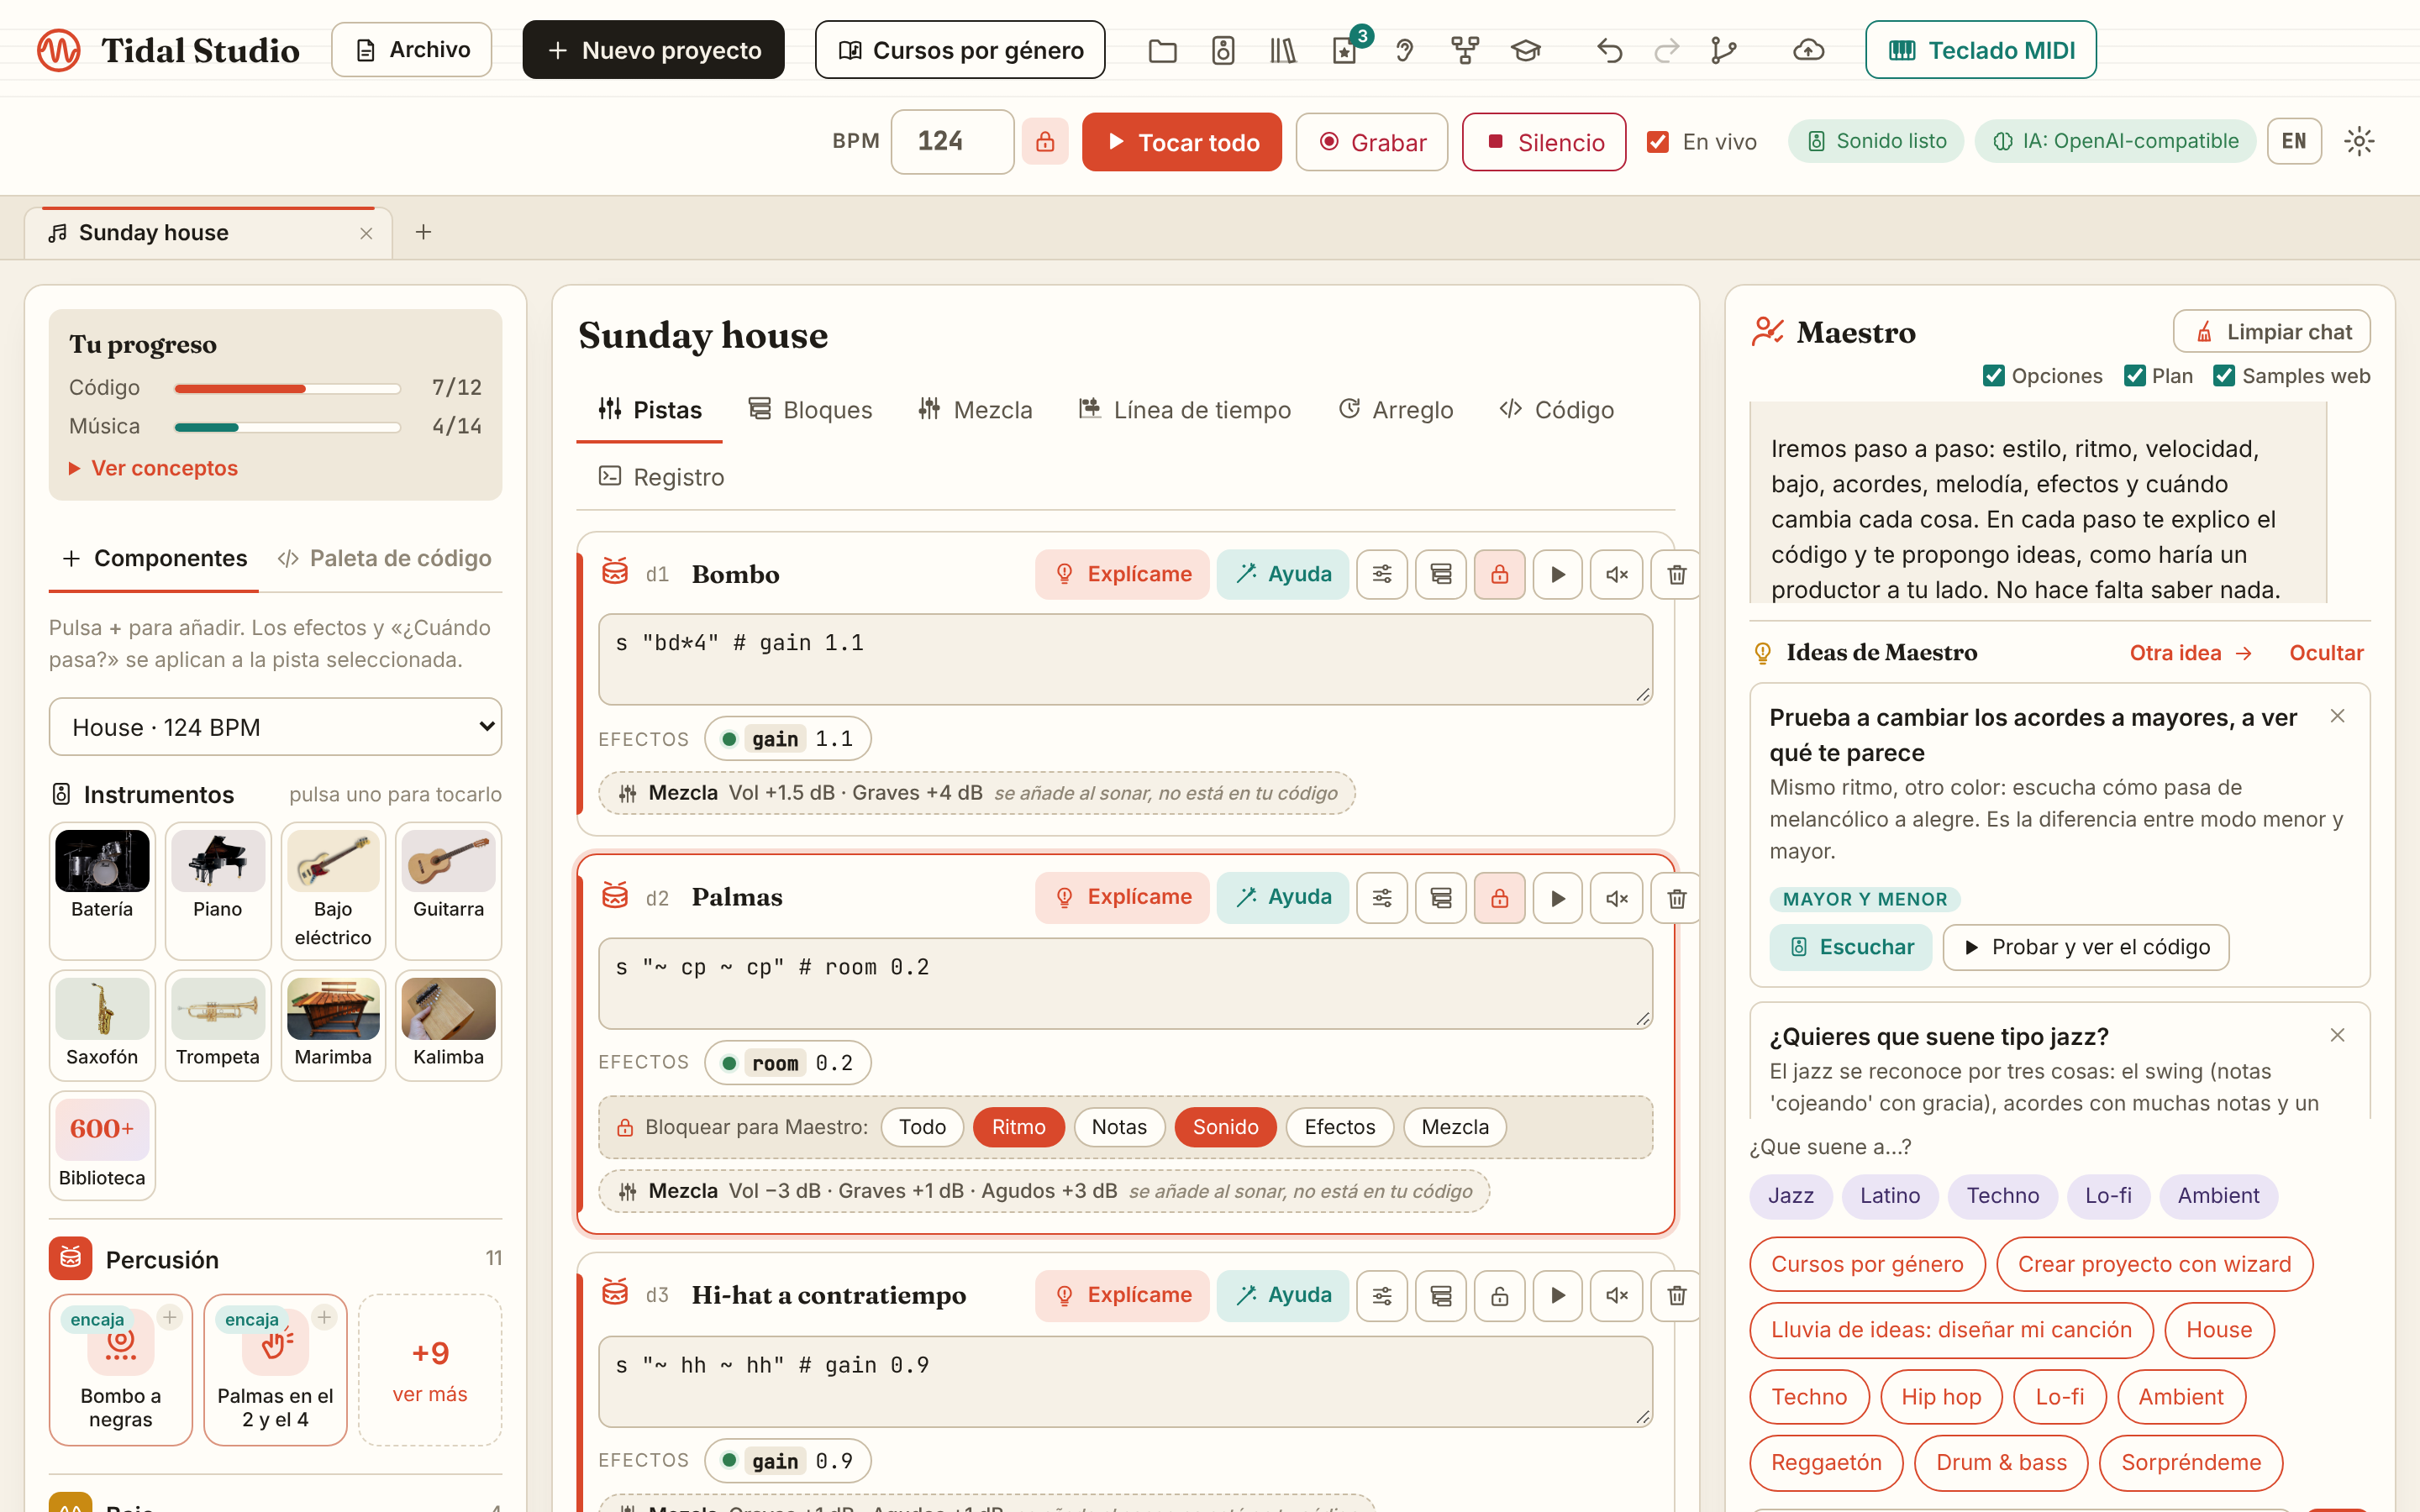 Tidal Studio
Archivo
Nuevo proyecto
Cursos por género
3
Teclado MIDI
BPM
124
Tocar todo
Grabar
Silencio
En vivo
Sonido listo
IA: OpenAI-compatible
EN
Sunday house
Tu progreso
Código 7/12
Música 4/14
Ver conceptos
Componentes
Paleta de código
Pulsa + para añadir. Los efectos y «¿Cuándo
pasa?» se aplican a la pista seleccionada.
House · 124 BPM
Instrumentos
pulsa uno para tocarlo
Batería
Piano
Bajo
eléctrico
Guitarra
Saxofón
Trompeta
Marimba
Kalimba
600+
Biblioteca
Percusión
11
encaja
Bombo a
negras
encaja
Palmas en el
2 y el 4
+9
ver más
Sunday house
Pistas
Bloques
Mezcla
Línea de tiempo
Arreglo
Código
Registro
d1 Bombo
Explícame
Ayuda
s "bd*4" # gain 1.1
EFECTOS
gain 1.1
Mezcla Vol +1.5 dB · Graves +4 dB se añade al sonar, no está en tu código
d2 Palmas
Explícame
Ayuda
s "~ cp ~ cp" # room 0.2
EFECTOS
room 0.2
Bloquear para Maestro:
Todo
Ritmo
Notas
Sonido
Efectos
Mezcla
Mezcla Vol −3 dB · Graves +1 dB · Agudos +3 dB se añade al sonar, no está en tu código
d3 Hi-hat a contratiempo
Explícame
Ayuda
s "~ hh ~ hh" # gain 0.9
EFECTOS
gain 0.9
Maestro
Limpiar chat
Opciones
Plan
Samples web
Iremos paso a paso: estilo, ritmo, velocidad,
bajo, acordes, melodía, efectos y cuándo
cambia cada cosa. En cada paso te explico el
código y te propongo ideas, como haría un
productor a tu lado. No hace falta saber nada.
Ideas de Maestro
Otra idea →
Ocultar
Prueba a cambiar los acordes a mayores, a ver
qué te parece
Mismo ritmo, otro color: escucha cómo pasa de
melancólico a alegre. Es la diferencia entre modo menor y
mayor.
MAYOR Y MENOR
Escuchar
Probar y ver el código
¿Quieres que suene tipo jazz?
El jazz se reconoce por tres cosas: el swing (notas
'cojeando' con gracia), acordes con muchas notas y un
¿Que suene a...?
Jazz
Latino
Techno
Lo-fi
Ambient
Cursos por género
Crear proyecto con wizard
Lluvia de ideas: diseñar mi canción
House
Techno
Hip hop
Lo-fi
Ambient
Reggaetón
Drum & bass
Sorpréndeme